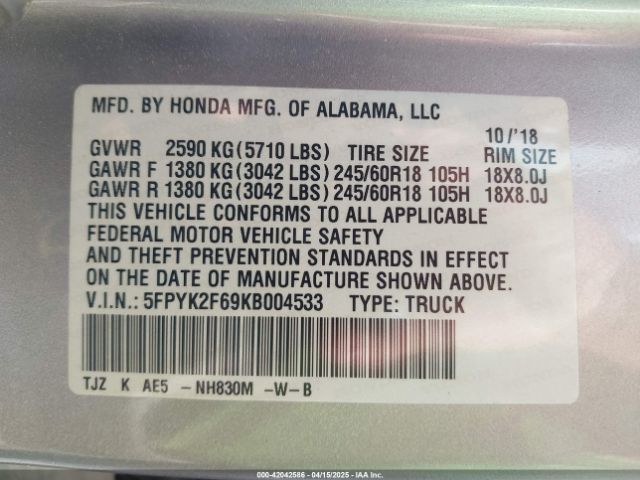 MFD. BY HONDA MFG. OF ALABAMA, LLC
10/'18
GVWR 2590 KG (5710 LBS) TIRE SIZE RIM SIZE
GAWR F 1380 KG (3042 LBS) 245/60R18 105H 18X8.0J
GAWR R 1380 KG (3042 LBS) 245/60R18 105H 18X8.0J
THIS VEHICLE CONFORMS TO ALL APPLICABLE
FEDERAL MOTOR VEHICLE SAFETY
AND THEFT PREVENTION STANDARDS IN EFFECT
ON THE DATE OF MANUFACTURE SHOWN ABOVE.
V.I.N.: 5FPYK2F69KB004533 TYPE: TRUCK
TJZ K AE5 -NH830M -W-B
000-42042586 - 04/15/2025 - IAA Inc.